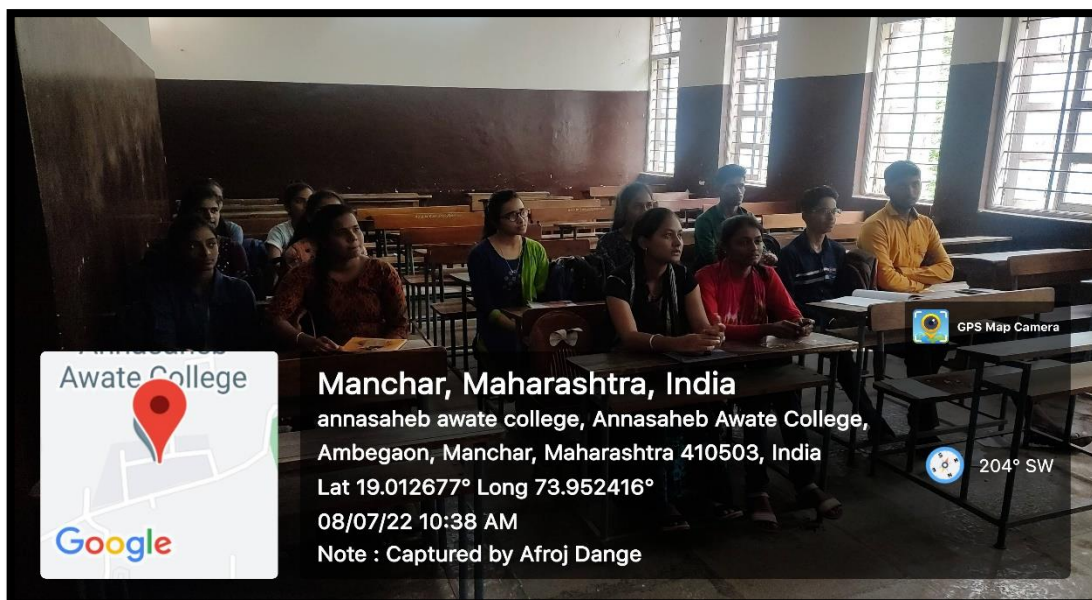 GPS Map Camera
Awate College
Google
Manchar, Maharashtra, India
annasaheb awate college, Annasaheb Awate College,
Ambegaon, Manchar, Maharashtra 410503, India
Lat 19.012677° Long 73.952416°
08/07/22 10:38 AM
Note : Captured by Afroj Dange
204° SW